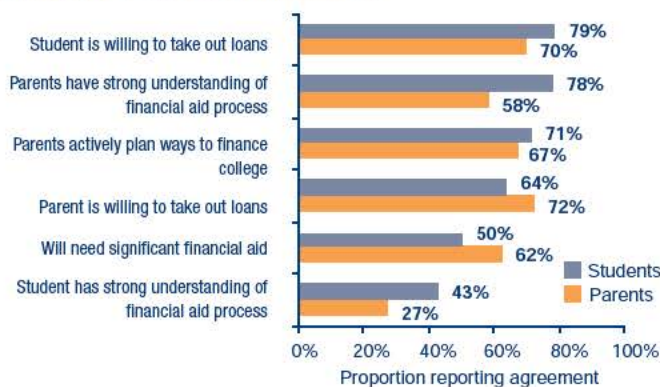 Student is willing to take out loans
79%
70%
Parents have strong understanding of
financial aid process
78%
58%
Parents actively plan ways to finance
college
71%
67%
Parent is willing to take out loans
64%
72%
Will need significant financial aid
50%
62%
Student has strong understanding of
financial aid process
43%
27%
Students
Parents
0% 20% 40% 60% 80% 100%
Proportion reporting agreement